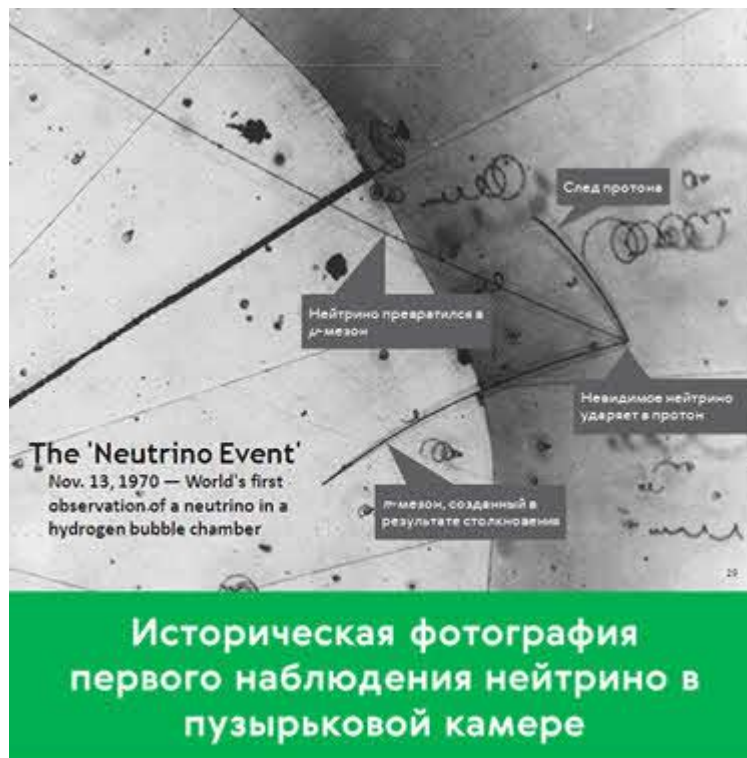 След протона
Нейтрино превратился в
μ-мезон
Невидимое нейтрино
ударяет в протон
The 'Neutrino Event'
Nov. 13, 1970 — World's first
observation of a neutrino in a
hydrogen bubble chamber
π-мезон, созданный в
результате столкновения
29
Историческая фотография
первого наблюдения нейтрино в
пузырьковой камере